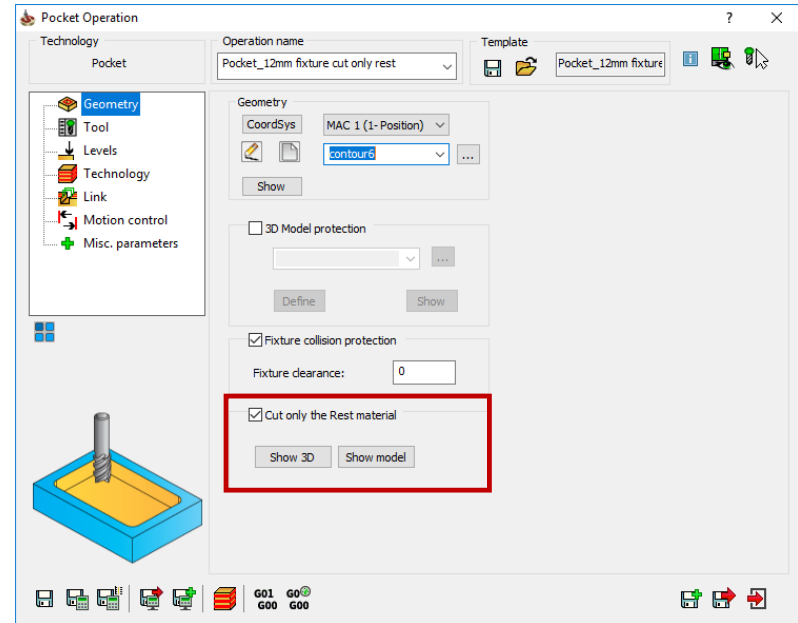 Pocket Operation
? ×
Technology
Pocket
Operation name
Pocket_12mm fixture cut only rest
Template
Pocket_12mm fixture
Geometry
Tool
Levels
Technology
Link
Motion control
Misc. parameters
Geometry
CoordSys
MAC 1 (1- Position)
contour6
...
Show
3D Model protection
...
Define
Show
Fixture collision protection
Fixture clearance:
0
Cut only the Rest material
Show 3D
Show model
G01 G0
G00 G00